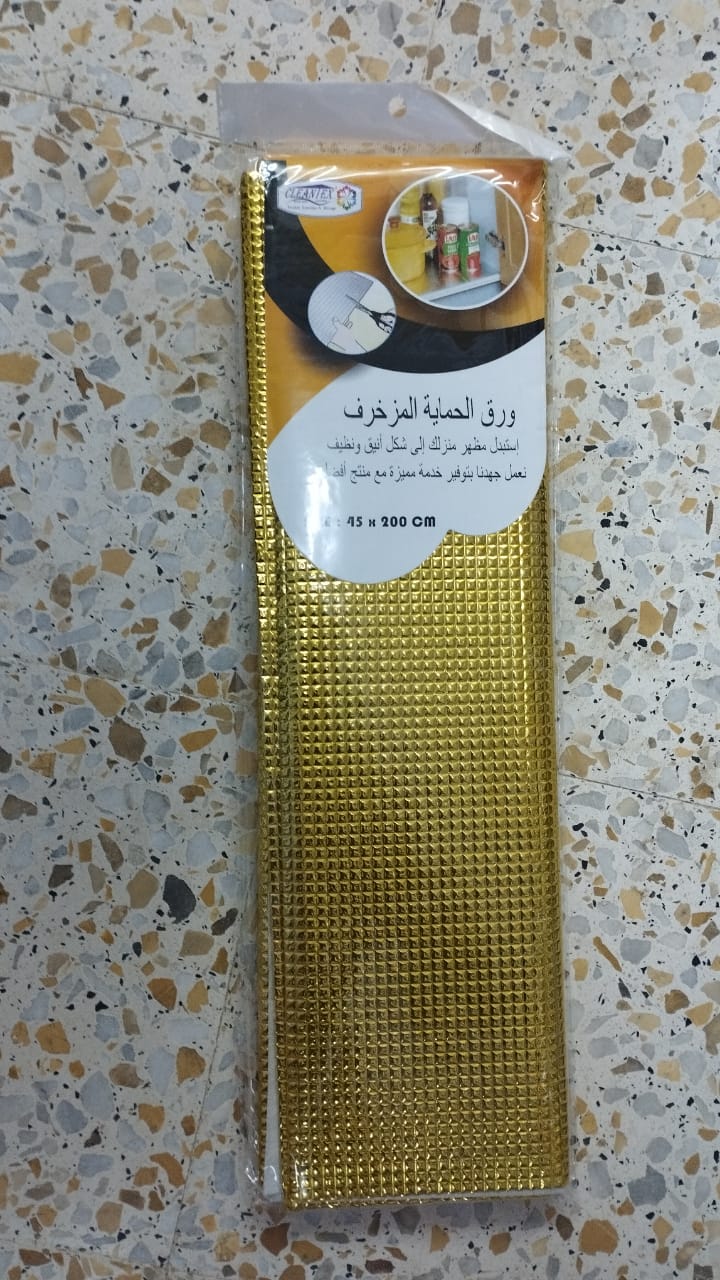 CLEANTEX
ورق الحماية المزخرف
استبدل مظهر منزلك إلى شكل أنيق ونظيف
نعمل جهدنا بتوفير خدمة مميزة مع منتج
: 45 x 200 CM